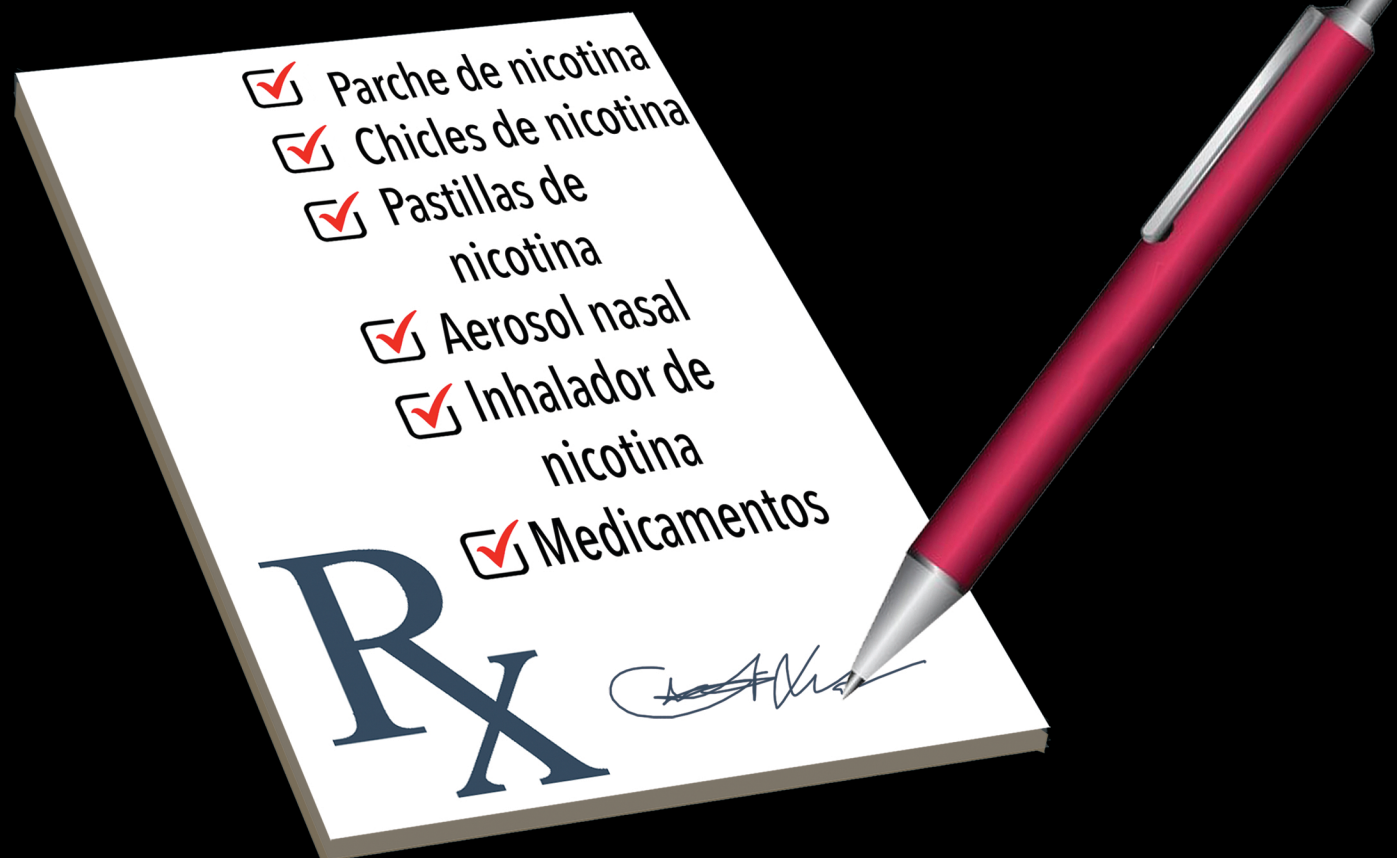 Parche de nicotina
Chicles de nicotina
Pastillas de
nicotina
Aerosol nasal
Inhalador de
nicotina
Medicamentos
Rx